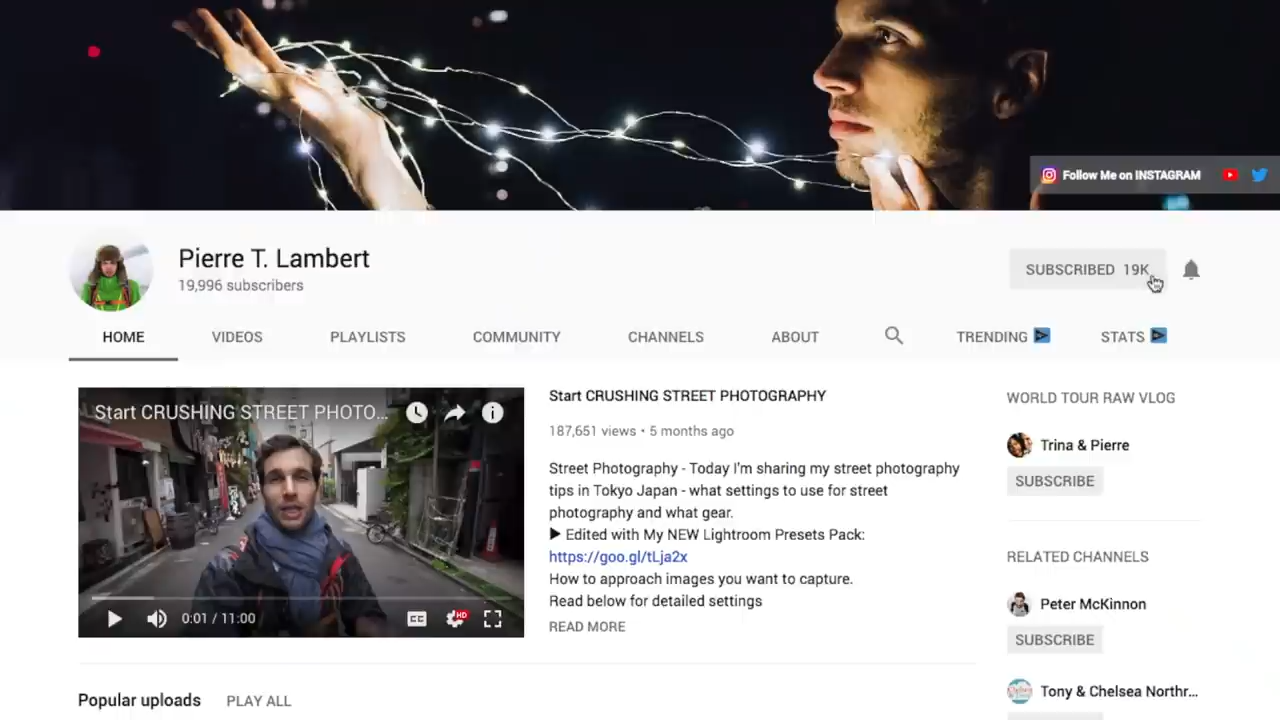 Follow Me on INSTAGRAM
Pierre T. Lambert
19,996 subscribers
SUBSCRIBED 19K
HOME VIDEOS PLAYLISTS COMMUNITY CHANNELS ABOUT TRENDING STATS
Start CRUSHING STREET PHOTO...
0:01 / 11:00
CC
HD
Start CRUSHING STREET PHOTOGRAPHY
187,651 views • 5 months ago
Street Photography - Today I'm sharing my street photography
tips in Tokyo Japan - what settings to use for street
photography and what gear.
▶ Edited with My NEW Lightroom Presets Pack:
https://goo.gl/tLja2x
How to approach images you want to capture.
Read below for detailed settings
READ MORE
WORLD TOUR RAW VLOG
Trina & Pierre
SUBSCRIBE
RELATED CHANNELS
Peter McKinnon
SUBSCRIBE
Tony & Chelsea Northr...
Popular uploads PLAY ALL